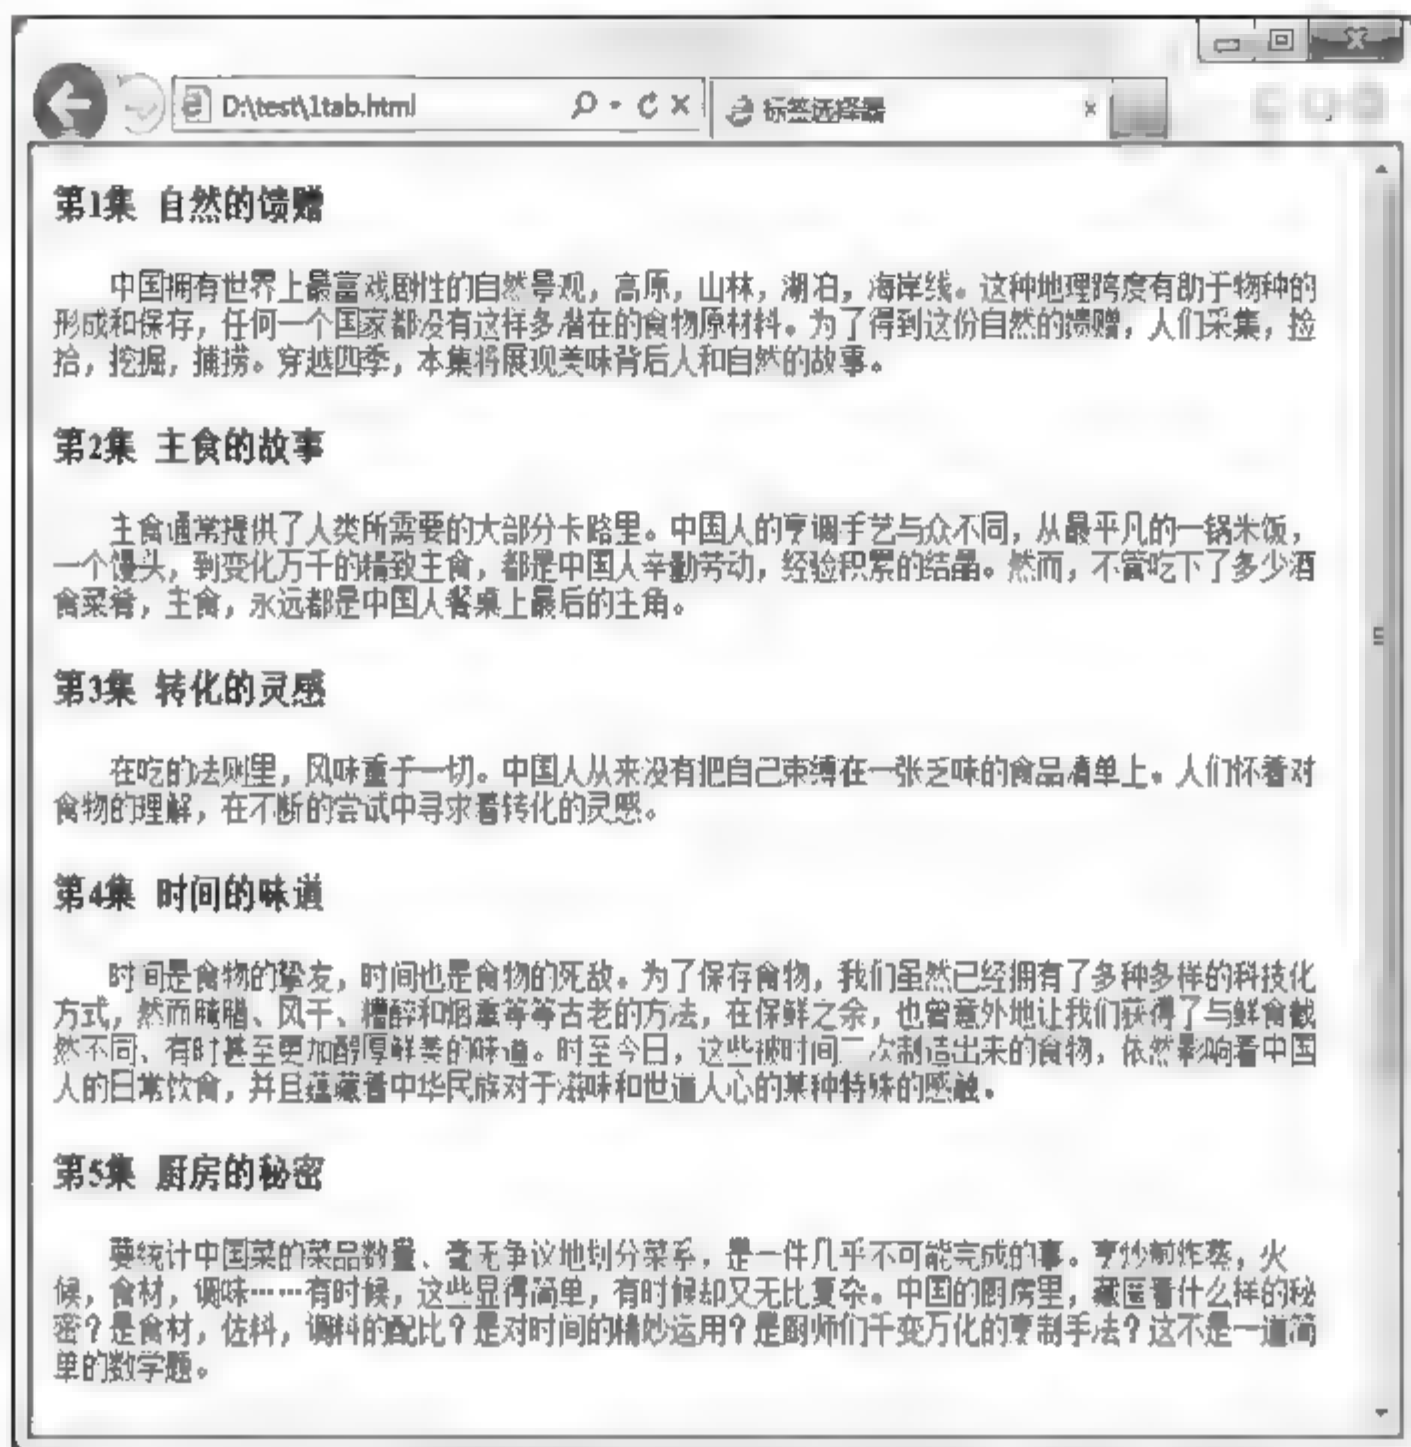 D:\test\1tab.html
标签选择器
第1集 自然的馈赠
中国拥有世界上最富戏剧性的自然景观，高原，山林，湖泊，海岸线。这种地理跨度有助于物种的
形成和保存，任何一个国家都没有这样多潜在的食物原材料。为了得到这份自然的馈赠，人们采集，捡
拾，挖掘，捕捞。穿越四季，本集将展现美味背后人和自然的故事。
第2集 主食的故事
主食通常提供了人类所需要的大部分卡路里。中国人的烹调手艺与众不同，从最平凡的一锅米饭，
一个馒头，到变化万千的精致主食，都是中国人辛勤劳动，经验积累的结晶。然而，不管吃下了多少酒
食菜肴，主食，永远都是中国人餐桌上最后的主角。
第3集 转化的灵感
在吃的法则里，风味重于一切。中国人从来没有把自己束缚在一张乏味的食品清单上。人们怀着对
食物的理解，在不断的尝试中寻求着转化的灵感。
第4集 时间的味道
时间是食物的挚友，时间也是食物的死敌。为了保存食物，我们虽然已经拥有了多种多样的科技化
方式，然而腌腊、风干、糟醉和烟熏等等古老的方法，在保鲜之余，也曾意外地让我们获得了与鲜食截
然不同、有时甚至更加醇厚鲜美的味道。时至今日，这些被时间二次制造出来的食物，依然影响着中国
人的日常饮食，并且蕴藏着中华民族对于滋味和世道人心的某种特殊的感触。
第5集 厨房的秘密
要统计中国菜的菜品数量、毫无争议地划分菜系，是一件几乎不可能完成的事。烹炒煎炸蒸，火
候，食材，调味……有时候，这些显得简单，有时候却又无比复杂。中国的厨房里，藏匿着什么样的秘
密？是食材，佐料，调料的配比？是对时间的精妙运用？是厨师们千变万化的烹制手法？这不是一道简
单的数学题。